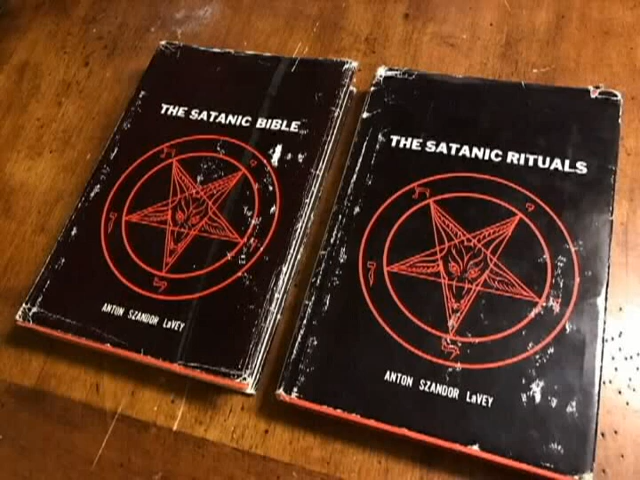 THE SATANIC BIBLE
ANTON SZANDOR LaVEY
THE SATANIC RITUALS
ANTON SZANDOR LaVEY